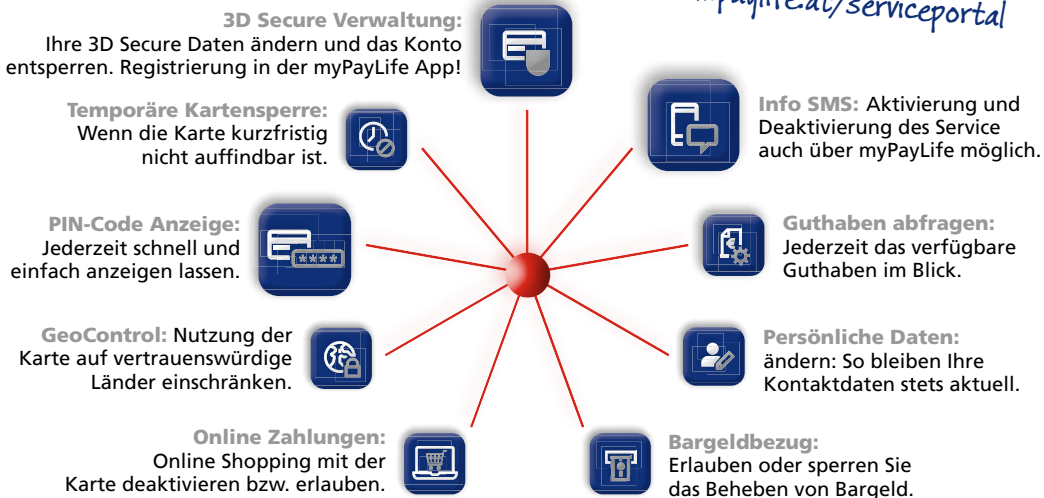 paylife.at/serviceportal
3D Secure Verwaltung:
Ihre 3D Secure Daten ändern und das Konto
entsperren. Registrierung in der myPayLife App!
Temporäre Kartensperre:
Wenn die Karte kurzfristig
nicht auffindbar ist.
PIN-Code Anzeige:
Jederzeit schnell und
einfach anzeigen lassen.
****
GeoControl: Nutzung der
Karte auf vertrauenswürdige
Länder einschränken.
Online Zahlungen:
Online Shopping mit der
Karte deaktivieren bzw. erlauben.
Info SMS: Aktivierung und
Deaktivierung des Service
auch über myPayLife möglich.
Guthaben abfragen:
Jederzeit das verfügbare
Guthaben im Blick.
€
Persönliche Daten:
ändern: So bleiben Ihre
Kontaktdaten stets aktuell.
Bargeldbezug:
Erlauben oder sperren Sie
das Beheben von Bargeld.